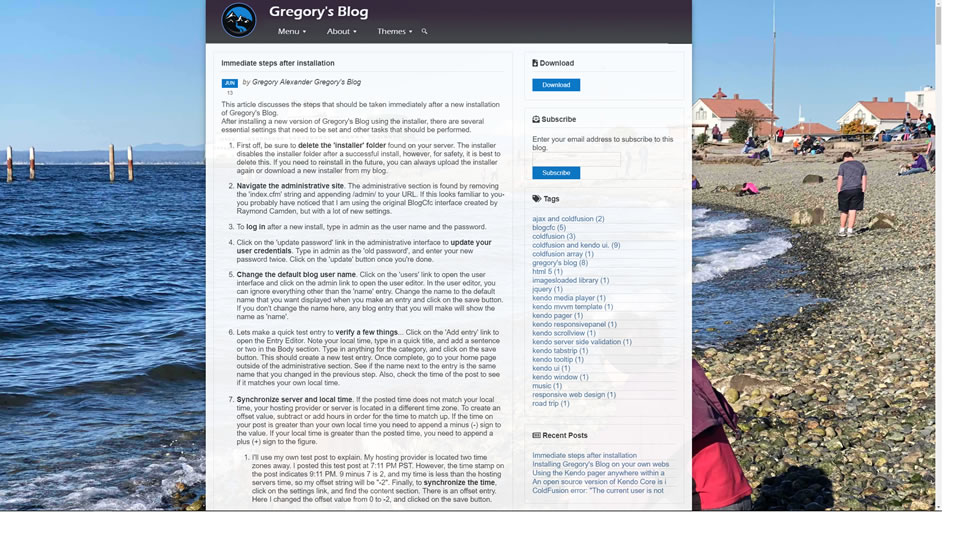 Gregory's Blog
Menu
About
Themes
Immediate steps after installation
JUN
13
by Gregory Alexander Gregory's Blog
This article discusses the steps that should be taken immediately after a new installation
of Gregory's Blog.
After installing a new version of Gregory's Blog using the installer, there are several
essential settings that need to be set and other tasks that should be performed.
1. First off, be sure to delete the 'installer' folder found on your server. The installer
disables the installer folder after a successful install, however, for safety, it is best to
delete this. If you need to reinstall in the future, you can always upload the installer
again or download a new installer from my blog.
2. Navigate the administrative site. The administrative section is found by removing
the 'index.cfm' string and appending /admin/ to your URL. If this looks familiar to you-
you probably have noticed that I am using the original BlogCfc interface created by
Raymond Camden, but with a lot of new settings.
3. To log in after a new install, type in admin as the user name and the password.
4. Click on the 'update password' link in the administrative interface to update your
user credentials. Type in admin as the 'old password', and enter your new
password twice. Click on the 'update' button once you're done.
5. Change the default blog user name. Click on the 'users' link to open the user
interface and click on the admin link to open the user editor. In the user editor, you
can ignore everything other than the 'name' entry. Change the name to the default
name that you want displayed when you make an entry and click on the save button.
If you don't change the name here, any blog entry that you will make will show the
name as 'name'.
6. Lets make a quick test entry to verify a few things... Click on the 'Add entry' link to
open the Entry Editor. Note your local time, type in a quick title, and add a sentence
or two in the Body section. Type in anything for the category, and click on the save
button. This should create a new test entry. Once complete, go to your home page
outside of the administrative section. See if the name next to the entry is the same
name that you changed in the previous step. Also, check the time of the post to see
if it matches your own local time.
7. Synchronize server and local time. If the posted time does not match your local
time, your hosting provider or server is located in a different time zone. To create an
offset value, subtract or add hours in order for the time to match up. If the time on
your post is greater than your own local time you need to append a minus (-) sign to
the value. If your local time is greater than the posted time, you need to append a
plus (+) sign to the figure.
1. I'll use my own test post to explain. My hosting provider is located two time
zones away. I posted this test post at 7:11 PM PST. However, the time stamp on
the post indicates 9:11 PM. 9 minus 7 is 2, and my time is less than the hosting
servers time, so my offset string will be "-2". Finally, to synchronize the time,
click on the settings link, and find the content section. There is an offset entry.
Here I changed the offset value from 0 to -2, and clicked on the save button.
Download
Download
Subscribe
Enter your email address to subscribe to this
blog.
Subscribe
Tags
ajax and coldfusion (2)
blogcfc (5)
coldfusion (3)
coldfusion and kendo ui. (9)
coldfusion array (1)
gregory's blog (8)
html 5 (1)
imagesloaded library (1)
jquery (1)
kendo media player (1)
kendo mvvm template (1)
kendo pager (1)
kendo responsivepanel (1)
kendo scrollview (1)
kendo server side validation (1)
kendo tabstrip (1)
kendo tooltip (1)
kendo ui (1)
kendo window (1)
music (1)
responsive web design (1)
road trip (1)
Recent Posts
Immediate steps after installation
Installing Gregory's Blog on your own webs
Using the Kendo pager anywhere within a
An open source version of Kendo Core is i
ColdFusion error: "The current user is not